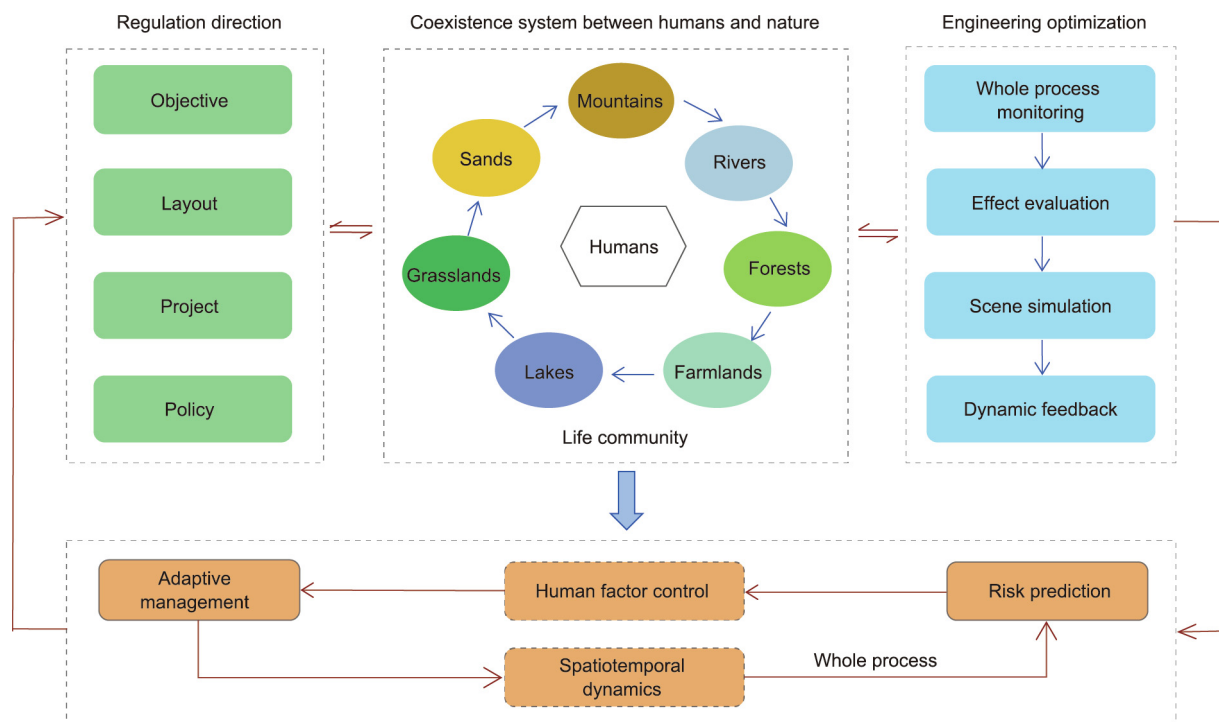 Regulation direction
Coexistence system between humans and nature
Engineering optimization
Objective
Layout
Project
Policy
Mountains
Rivers
Forests
Farmlands
Lakes
Grasslands
Sands
Humans
Life community
Whole process
monitoring
Effect evaluation
Scene simulation
Dynamic feedback
Adaptive
management
Human factor control
Risk prediction
Spatiotemporal
dynamics
Whole process